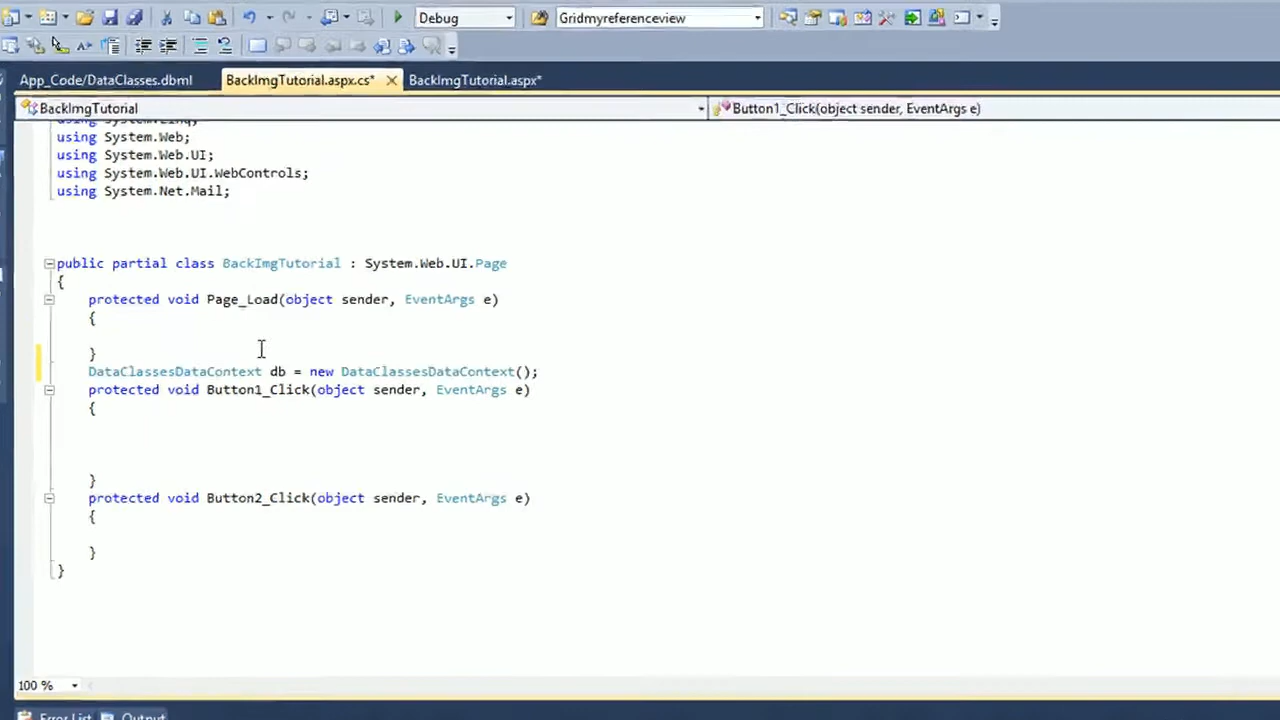 Debug
Gridmyreferenceview
App_Code/DataClasses.dbml
BackImgTutorial.aspx.cs*
BackImgTutorial.aspx*
BackImgTutorial
Button1_Click(object sender, EventArgs e)
using System.Linq;
using System.Web;
using System.Web.UI;
using System.Web.UI.WebControls;
using System.Net.Mail;
public partial class BackImgTutorial : System.Web.UI.Page
{
protected void Page_Load(object sender, EventArgs e)
{
}
DataClassesDataContext db = new DataClassesDataContext();
protected void Button1_Click(object sender, EventArgs e)
{
}
protected void Button2_Click(object sender, EventArgs e)
{
}
}
100 %
Error List
Output